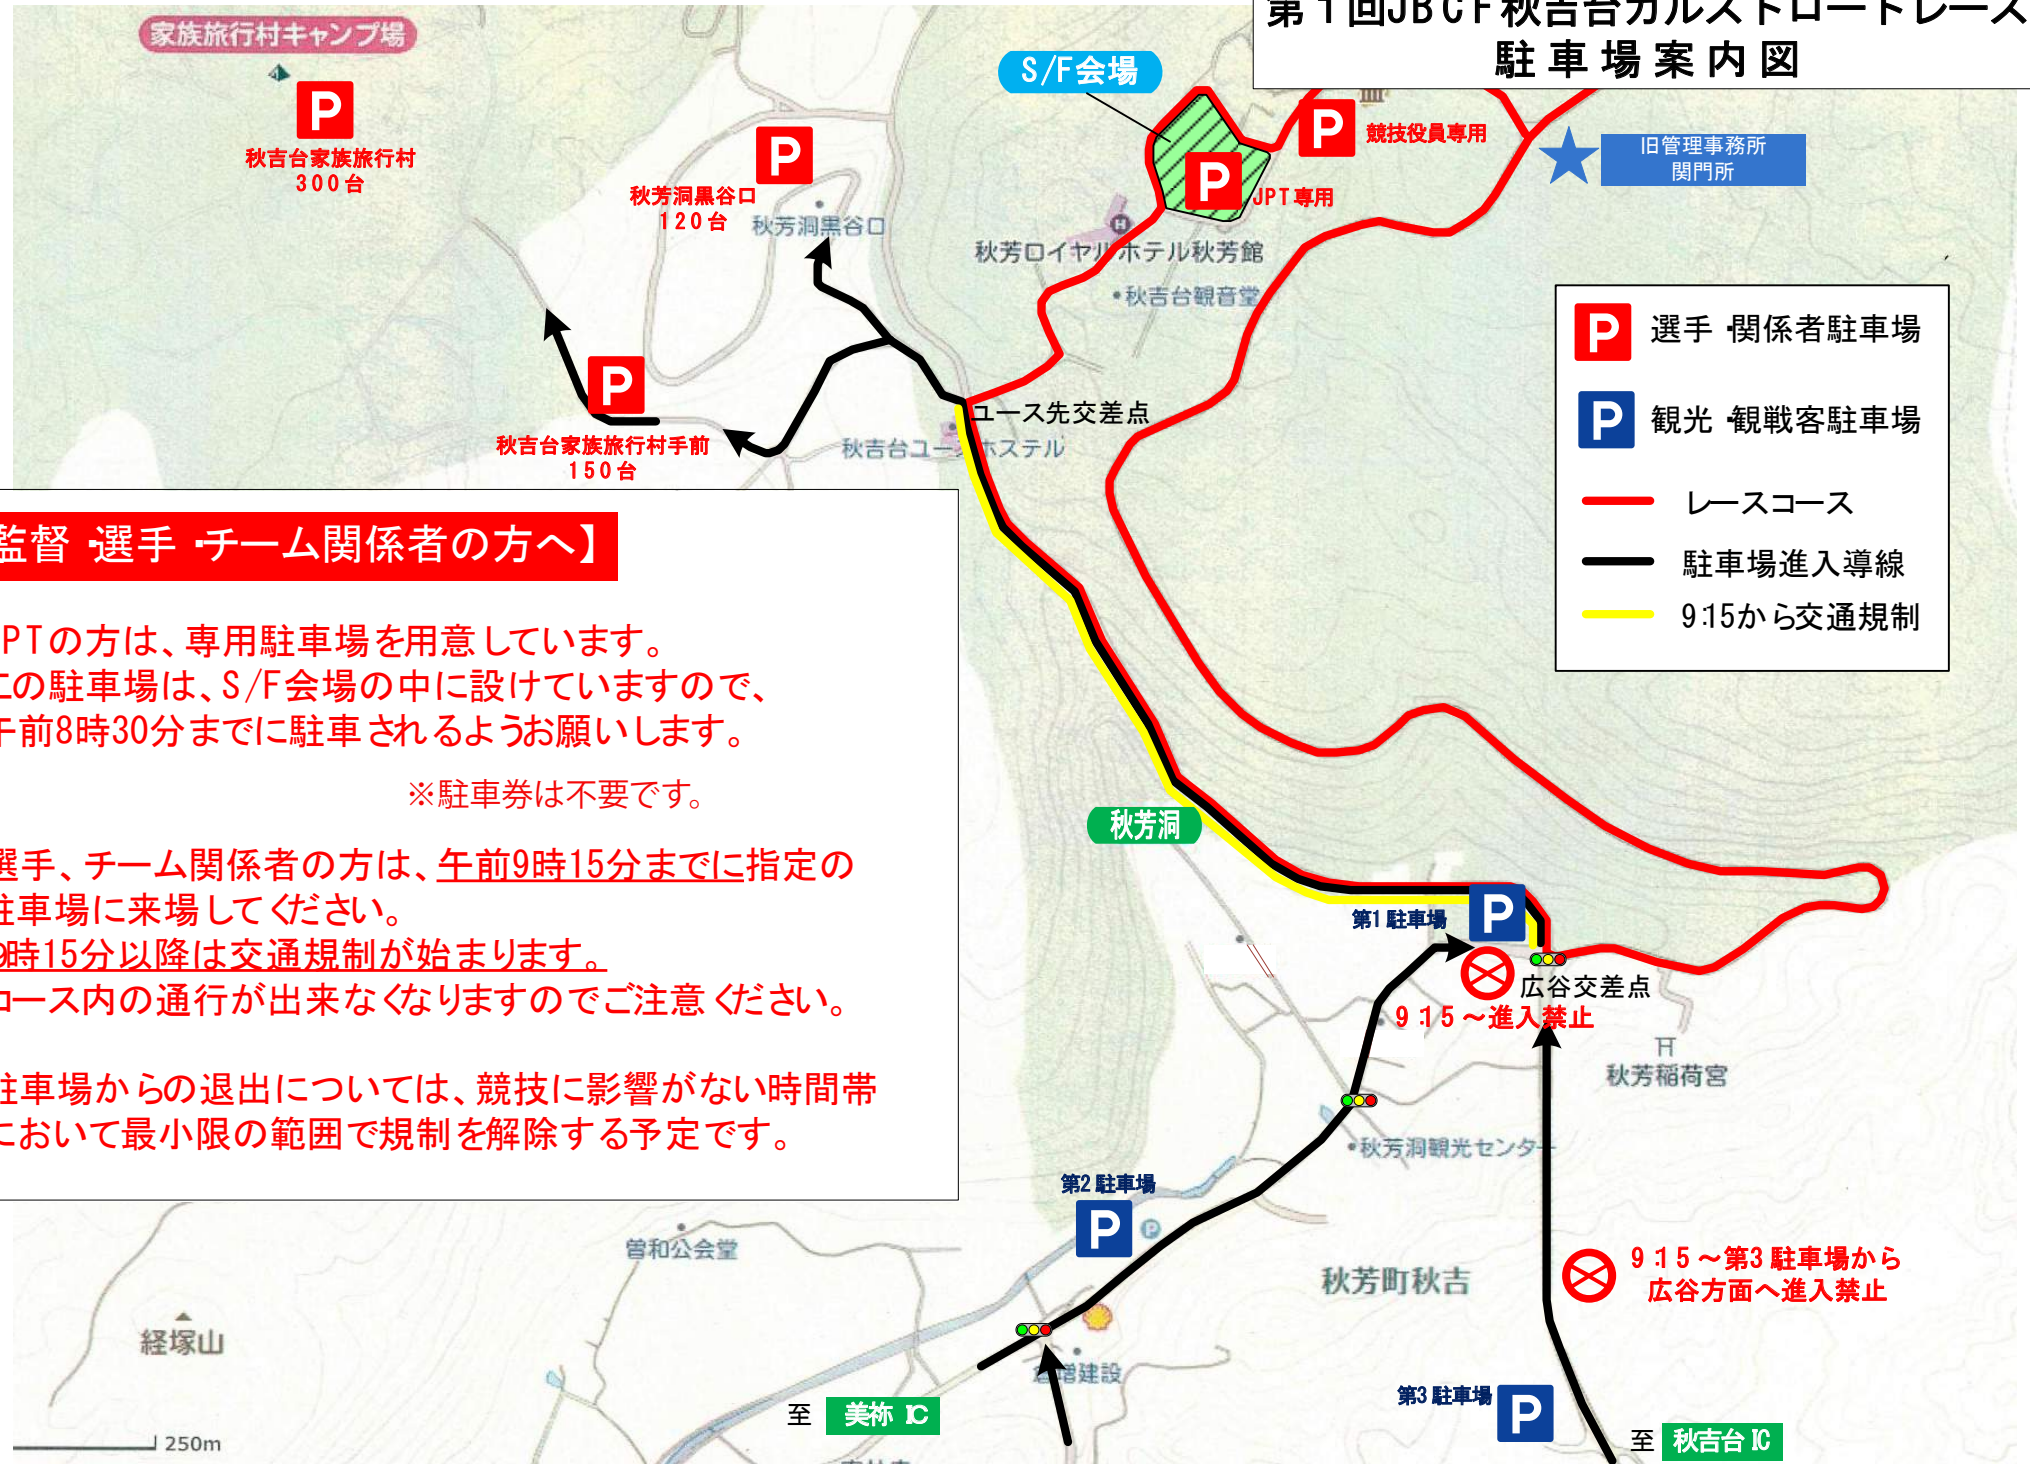 第1回JBCF秋吉台カルストロードレース
駐車場案内図
家族旅行村キャンプ場
秋吉台家族旅行村
300台
秋芳洞黒谷口
120台
秋芳洞黒谷口
S/F会場
競技役員専用
JPT専用
旧管理事務所
関門所
秋芳ロイヤルホテル秋芳館
・秋吉台観音堂
選手・関係者駐車場
観光・観戦客駐車場
レースコース
駐車場進入導線
9:15から交通規制
ユース先交差点
秋吉台ユースホステル
秋吉台家族旅行村手前
150台
監督・選手・チーム関係者の方へ】
PTの方は、専用駐車場を用意しています。
この駐車場は、S/F会場の中に設けていますので、
午前8時30分までに駐車されるようお願いします。
※駐車券は不要です。
選手、チーム関係者の方は、午前9時15分までに指定の
駐車場に来場してください。
9時15分以降は交通規制が始まります。
コース内の通行が出来なくなりますのでご注意ください。
駐車場からの退出については、競技に影響がない時間帯
において最小限の範囲で規制を解除する予定です。
秋芳洞
第1駐車場
広谷交差点
9:15～進入禁止
秋芳稲荷宮
・秋芳洞観光センター
第2駐車場
曽和公会堂
秋芳町秋吉
9:15～第3駐車場から
広谷方面へ進入禁止
経塚山
増建設
第3駐車場
至 美祢IC
至 秋吉台IC
250m